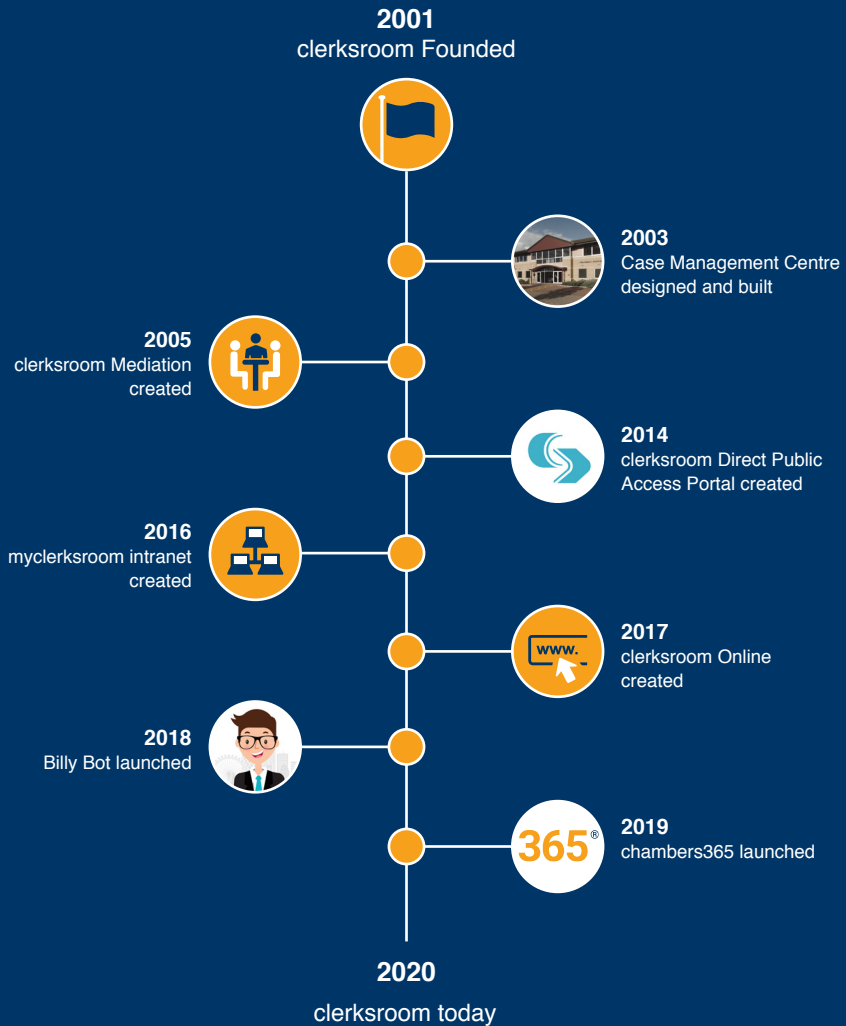 2001
clerksroom Founded
2003
Case Management Centre
designed and built
2005
clerksroom Mediation
created
2014
clerksroom Direct Public
Access Portal created
2016
myclerksroom intranet
created
www.
2017
clerksroom Online
created
2018
Billy Bot launched
365®
2019
chambers365 launched
2020
clerksroom today